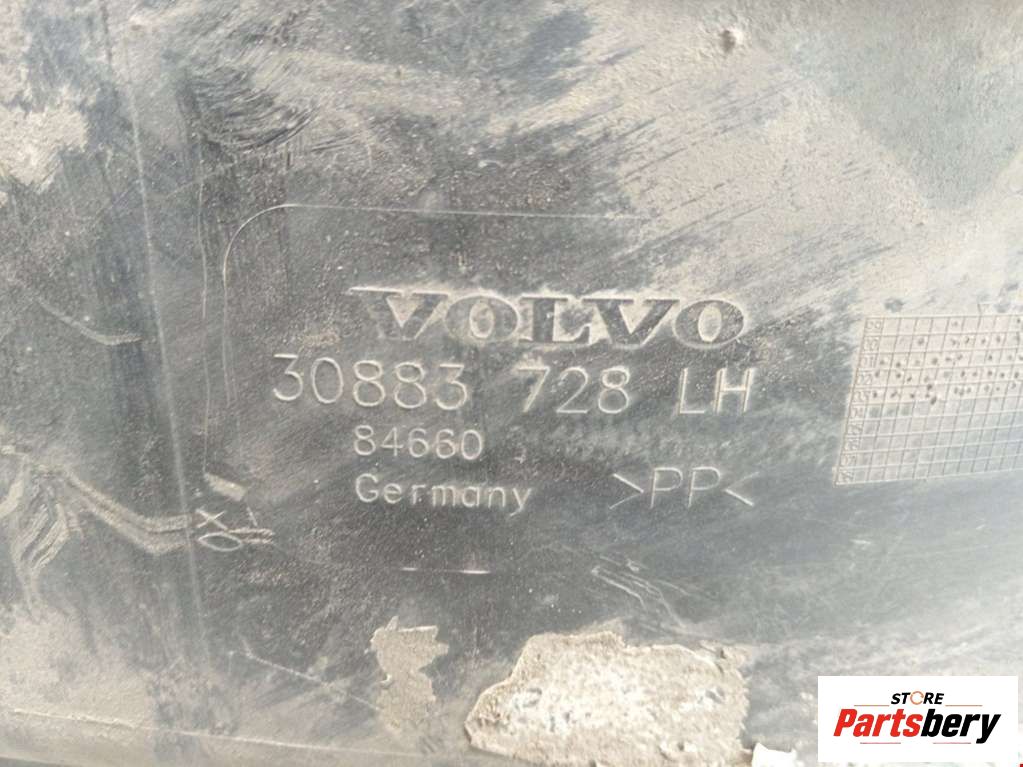 VOLVO
30883 728 LH
84660
Germany >PP<
STORE
Partsbery